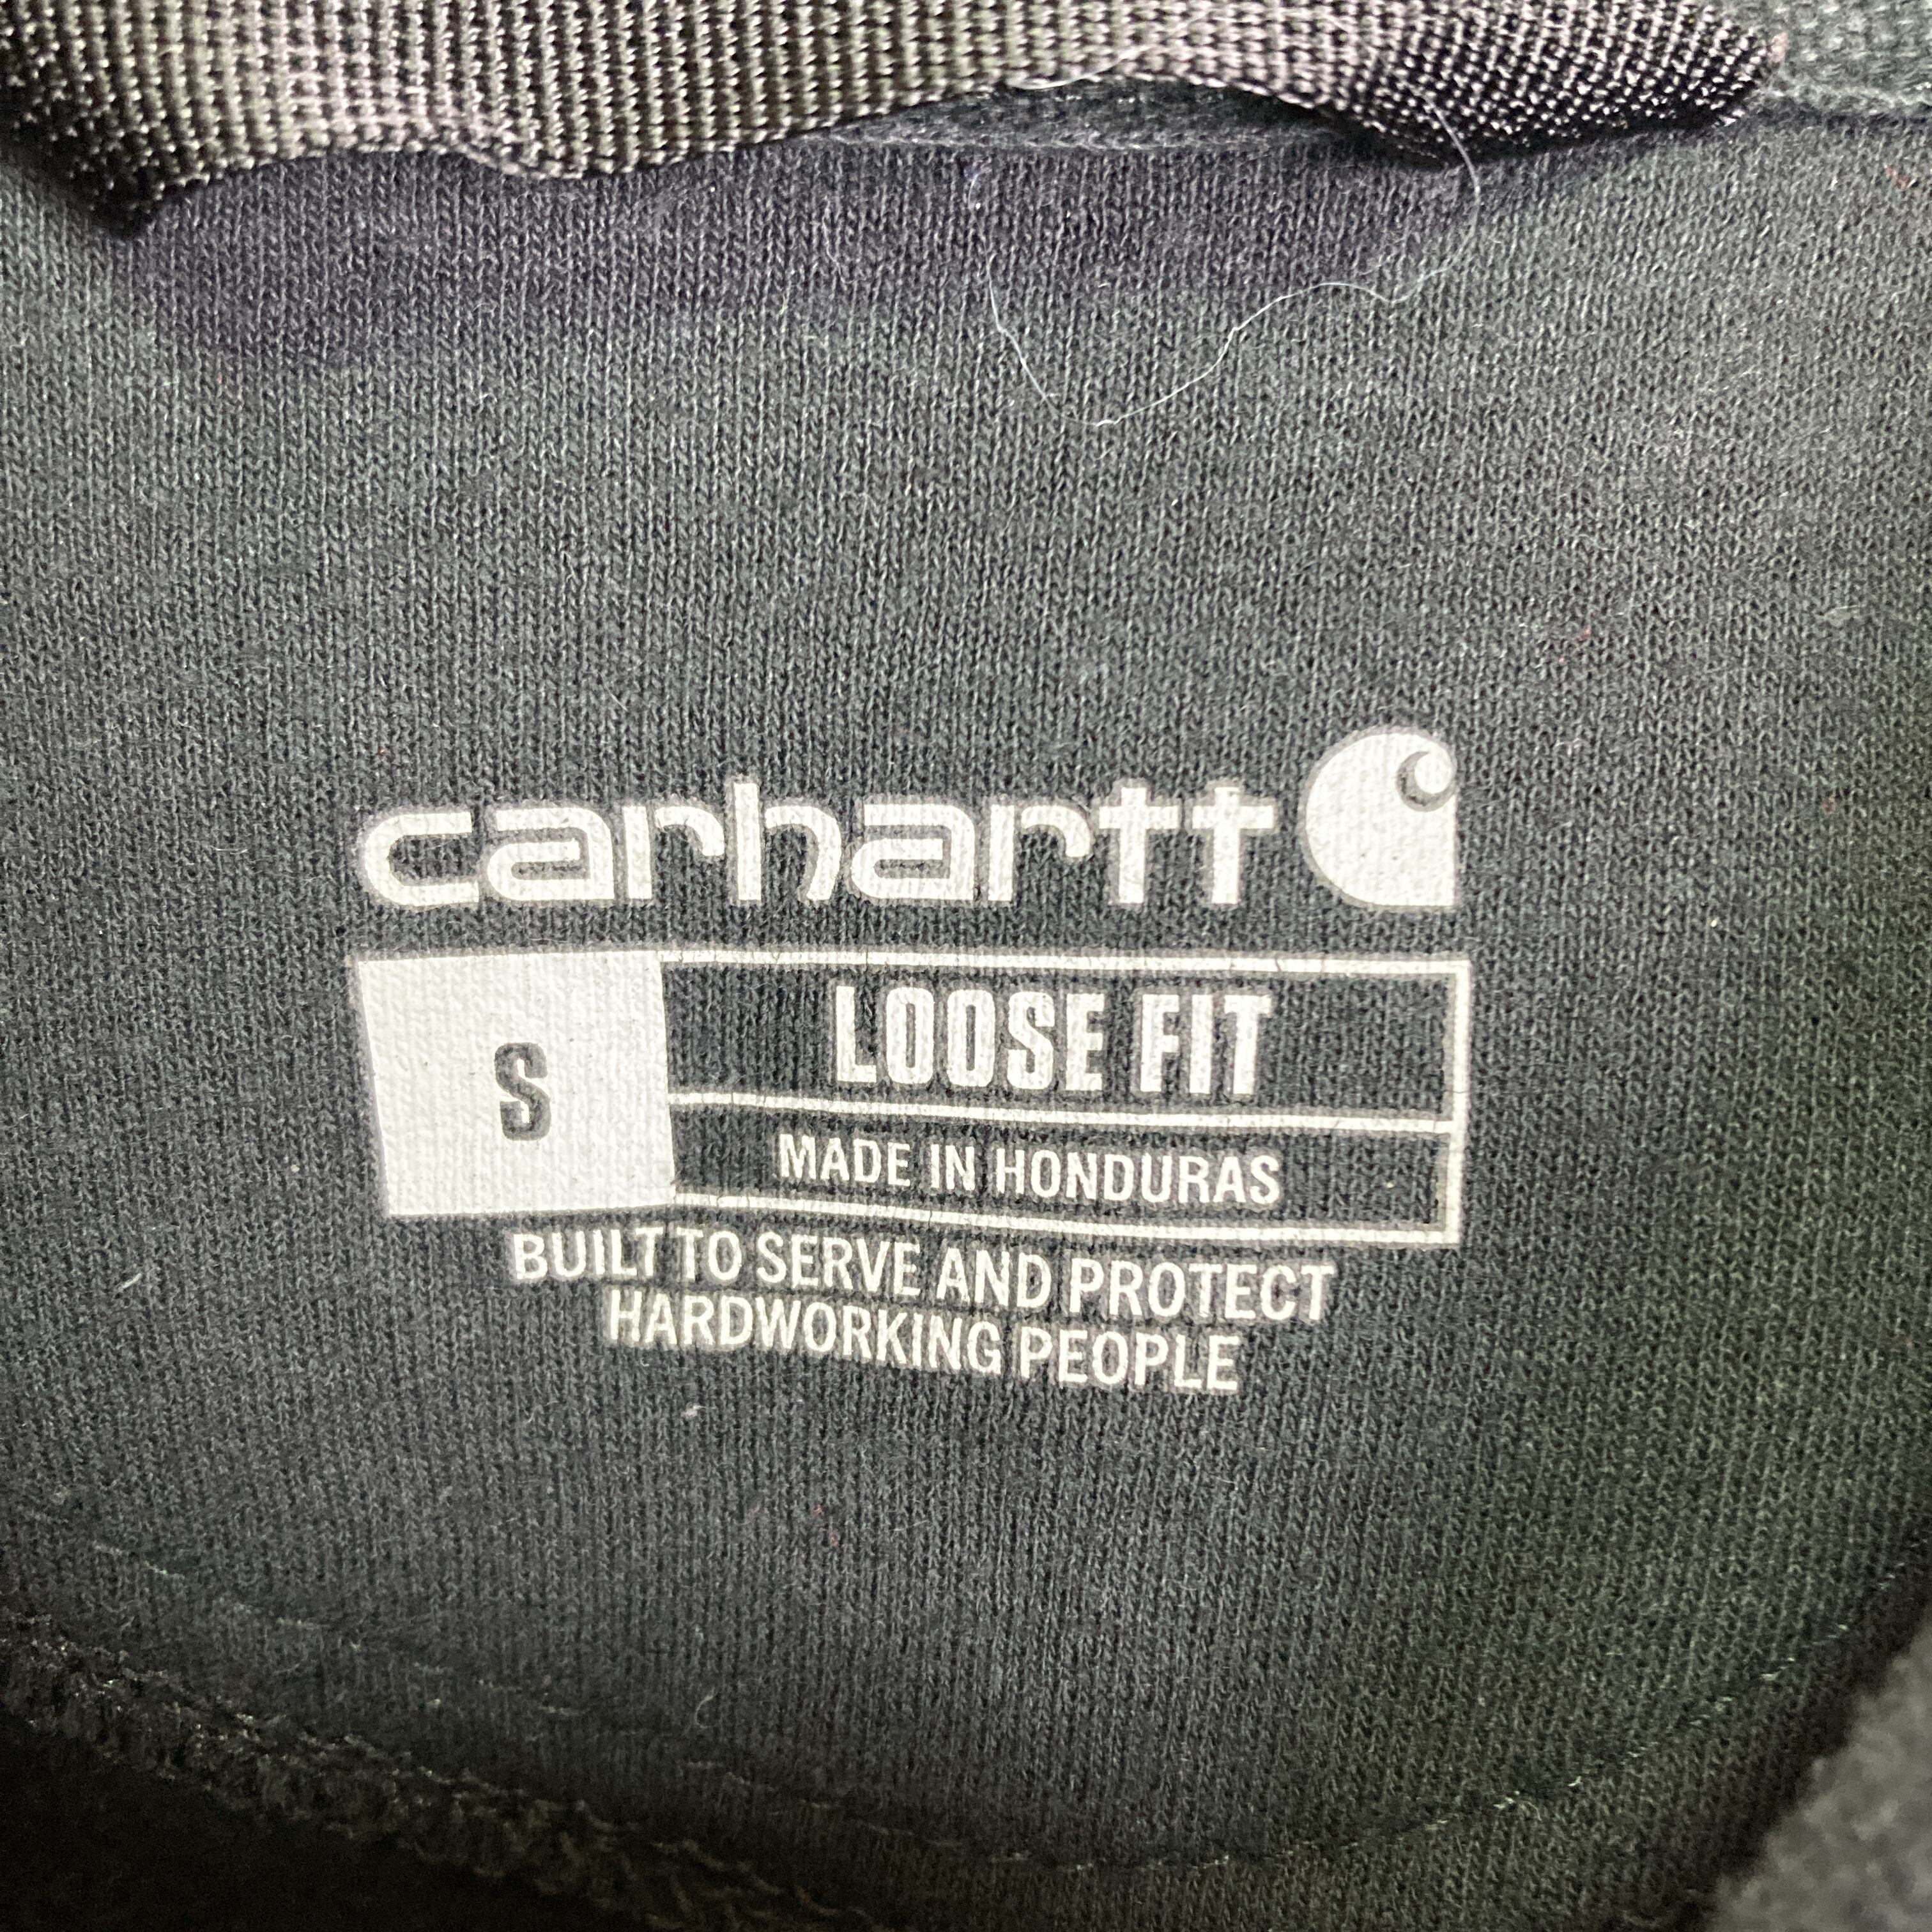 carhartt
S
LOOSE FIT
MADE IN HONDURAS
BUILT TO SERVE AND PROTECT
HARDWORKING PEOPLE